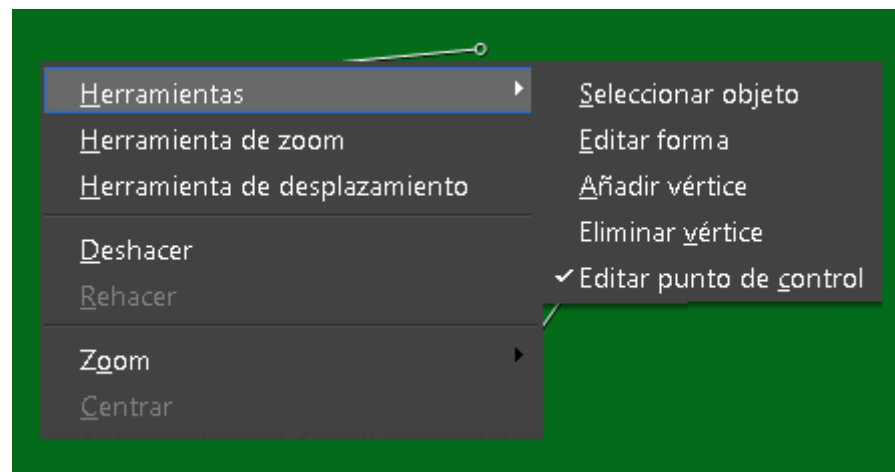 Herramientas
Herramienta de zoom
Herramienta de desplazamiento
Deshacer
Rehacer
Zoom
Centrar
Seleccionar objeto
Editar forma
Añadir vértice
Eliminar vértice
Editar punto de control